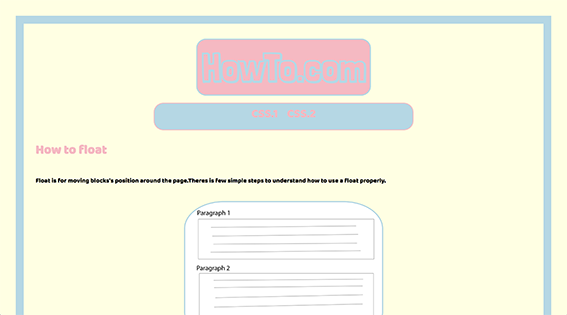 HowTo.com
CSS1 CSS2
How to float
Float is for moving blocks's position around the page.Theres is few simple steps to understand how to use a float properly.
Paragraph 1
Paragraph 2